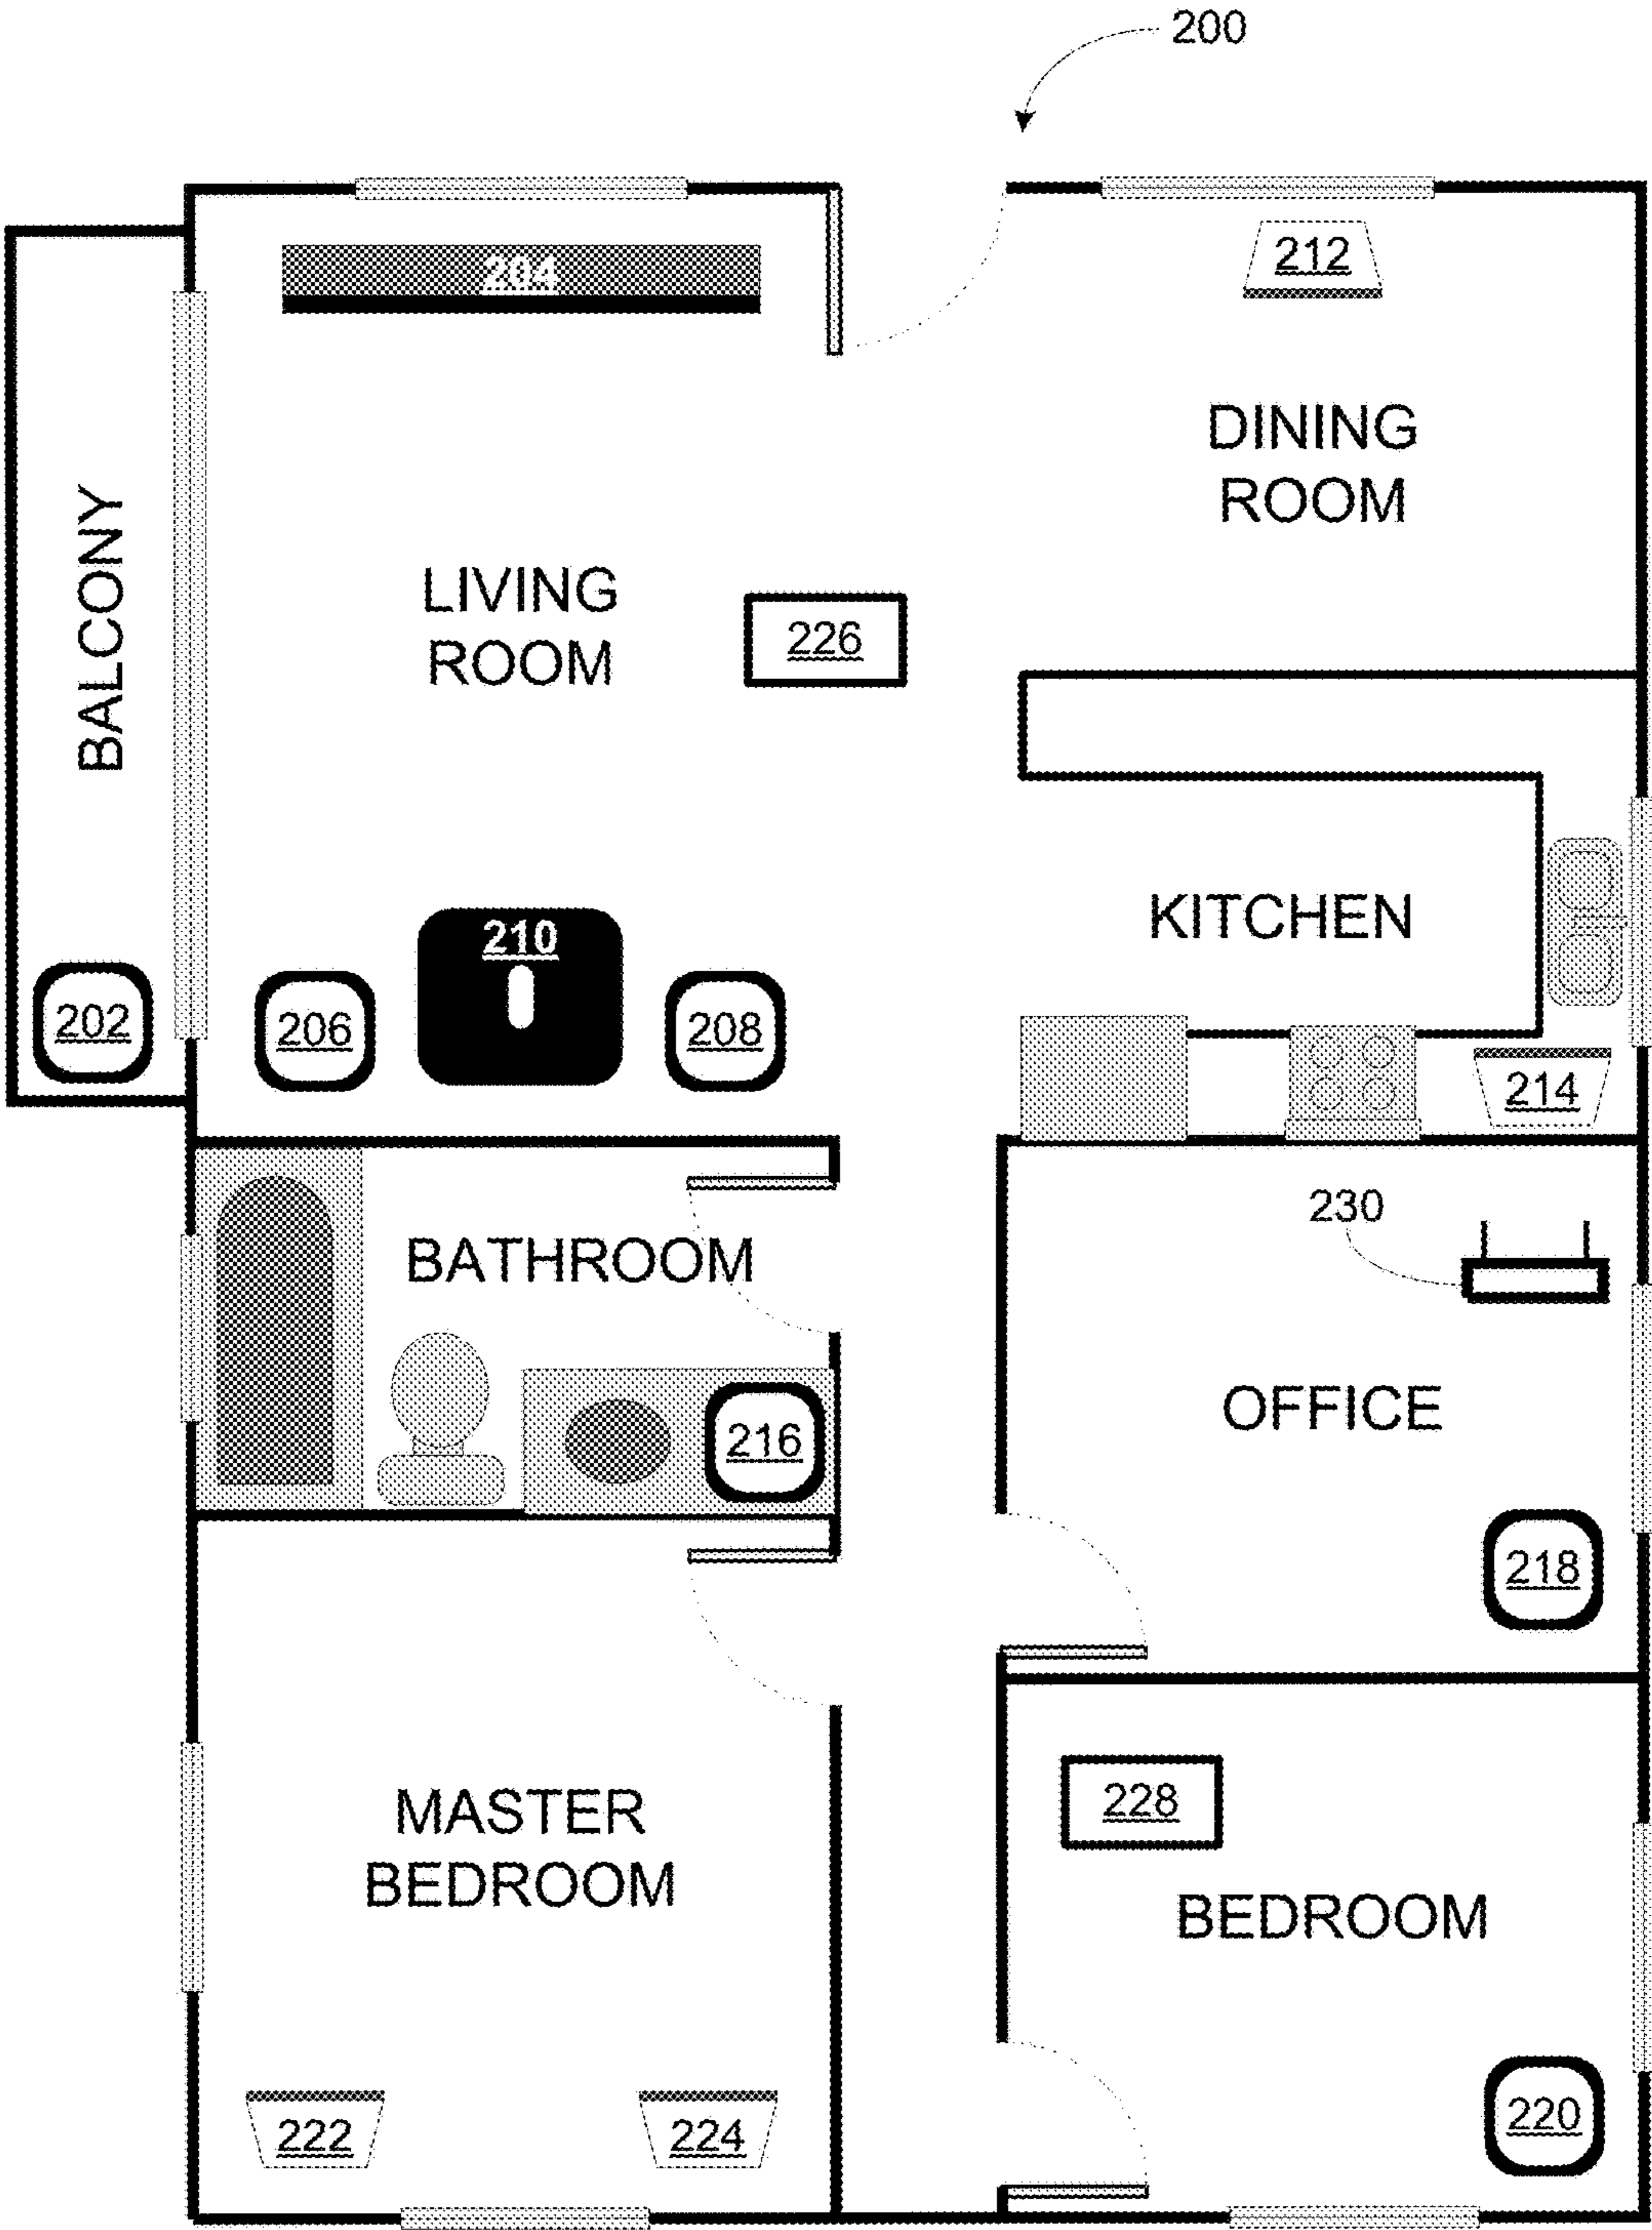 200
204
212
DINING
ROOM
BALCONY
LIVING
ROOM
226
KITCHEN
210
202
206
208
214
230
BATHROOM
OFFICE
216
218
MASTER
BEDROOM
228
BEDROOM
222
224
220